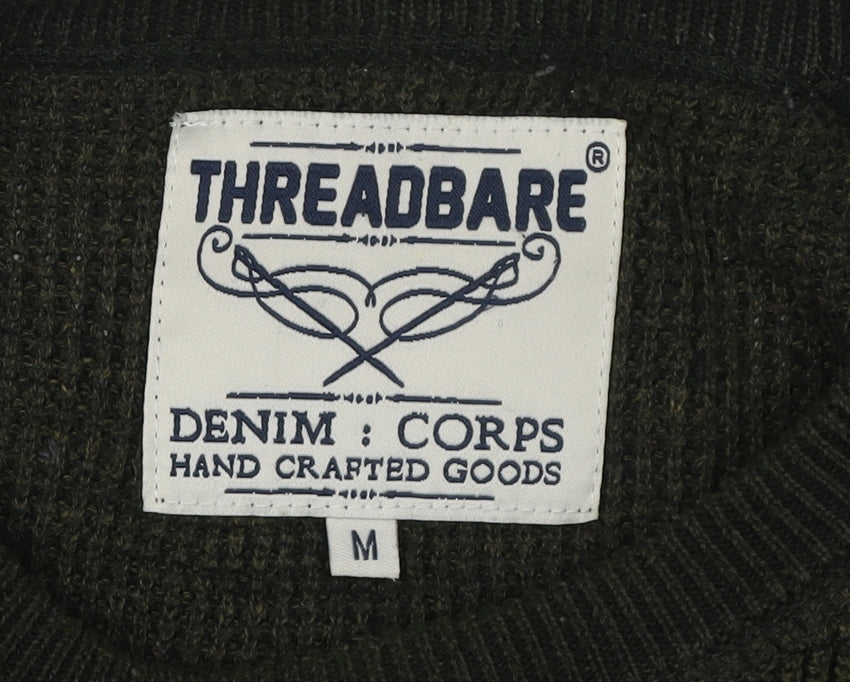 THREADBARE ®
DENIM : CORPS
HAND CRAFTED GOODS
M